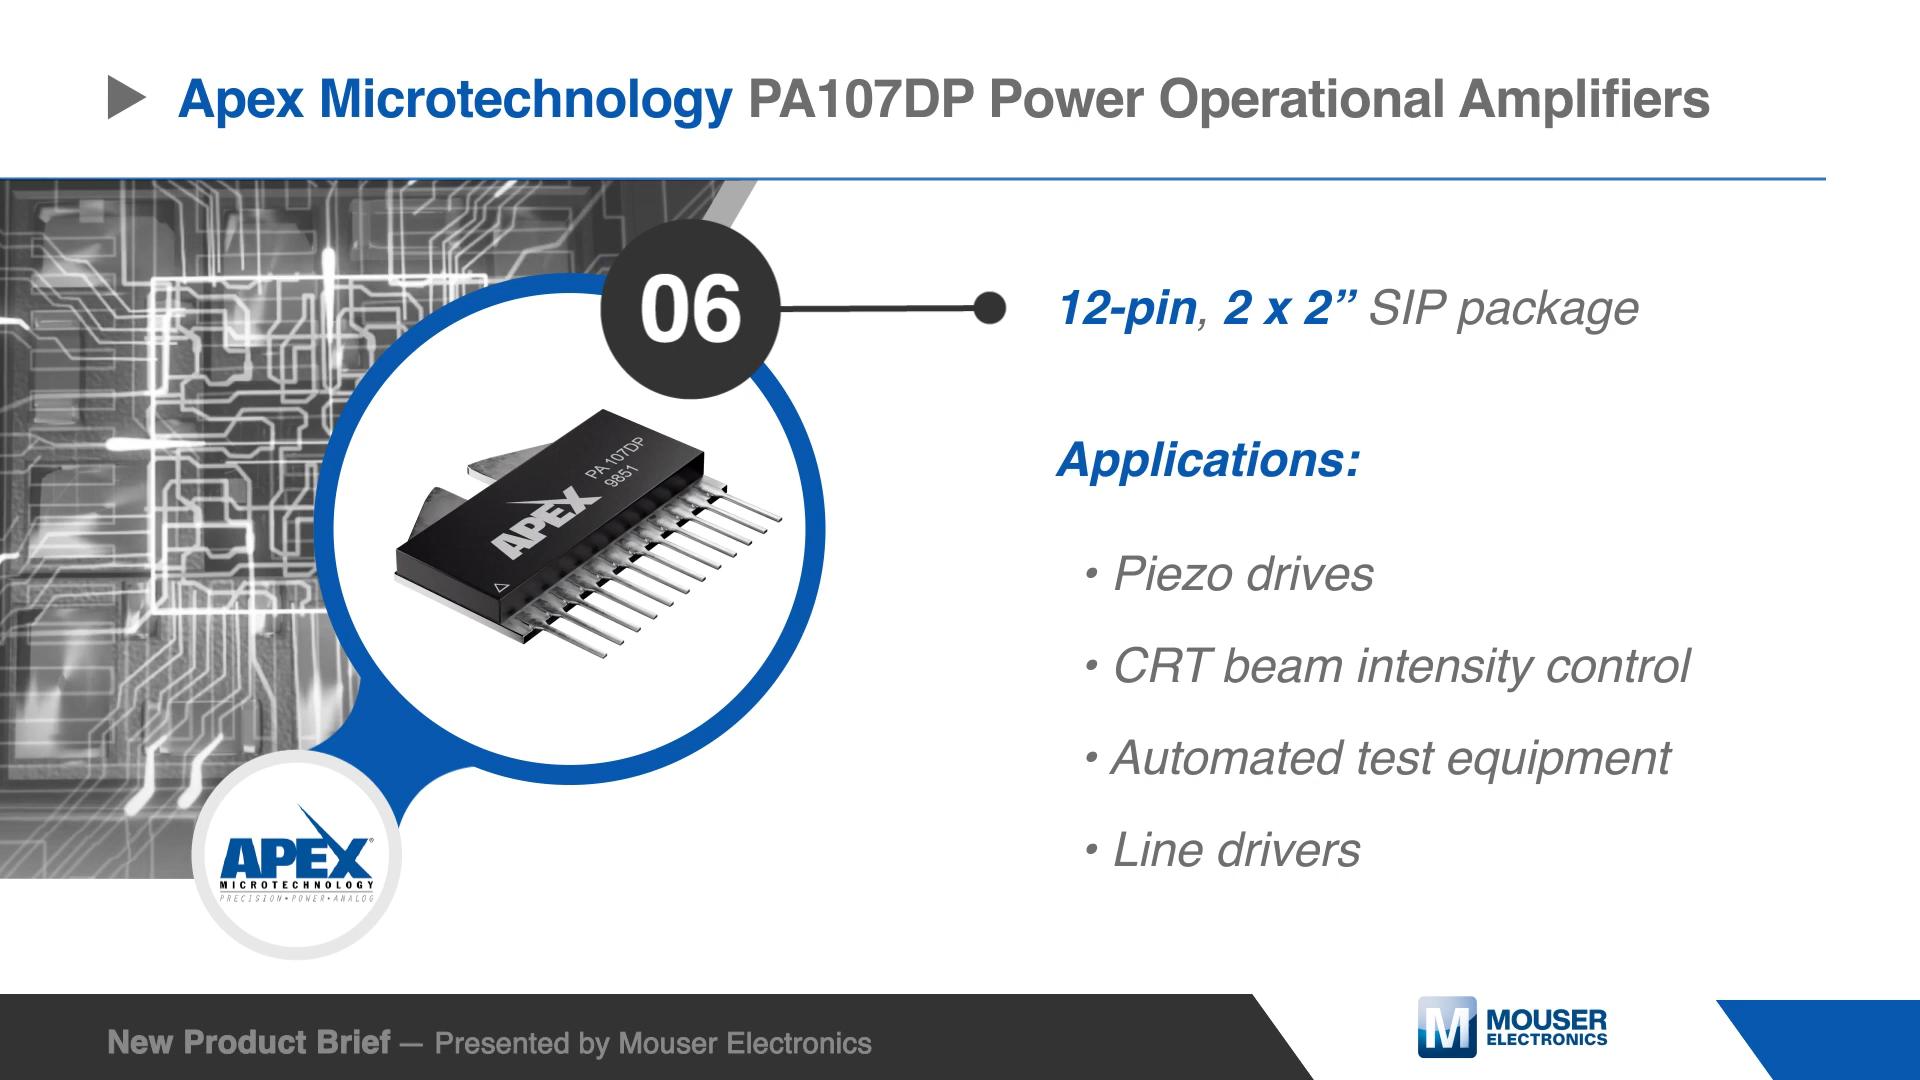 Apex Microtechnology PA107DP Power Operational Amplifiers
06
12-pin, 2 x 2” SIP package
PA 107DP
9851
APEX
Applications:
• Piezo drives
• CRT beam intensity control
• Automated test equipment
• Line drivers
APEX®
MICROTECHNOLOGY
PRECISION•POWER•ANALOG
New Product Brief — Presented by Mouser Electronics
M
MOUSER
ELECTRONICS